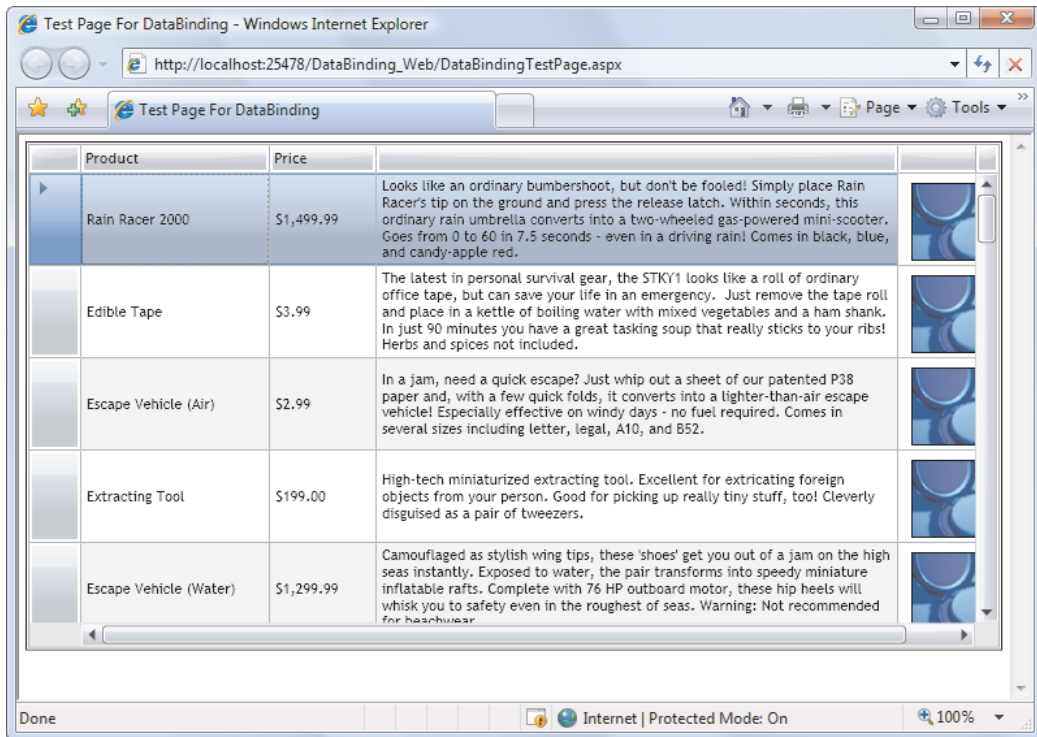 Test Page For DataBinding - Windows Internet Explorer
http://localhost:25478/DataBinding_Web/DataBindingTestPage.aspx
Test Page For DataBinding
Page
Tools
Product Price
Rain Racer 2000
$1,499.99
Looks like an ordinary bumbershoot, but don't be fooled! Simply place Rain
Racer's tip on the ground and press the release latch. Within seconds, this
ordinary rain umbrella converts into a two-wheeled gas-powered mini-scooter.
Goes from 0 to 60 in 7.5 seconds - even in a driving rain! Comes in black, blue,
and candy-apple red.
Edible Tape
$3.99
The latest in personal survival gear, the STKY1 looks like a roll of ordinary
office tape, but can save your life in an emergency.  Just remove the tape roll
and place in a kettle of boiling water with mixed vegetables and a ham shank.
In just 90 minutes you have a great tasking soup that really sticks to your ribs!
Herbs and spices not included.
Escape Vehicle (Air)
$2.99
In a jam, need a quick escape? Just whip out a sheet of our patented P38
paper and, with a few quick folds, it converts into a lighter-than-air escape
vehicle! Especially effective on windy days - no fuel required. Comes in
several sizes including letter, legal, A10, and B52.
Extracting Tool
$199.00
High-tech miniaturized extracting tool. Excellent for extricating foreign
objects from your person. Good for picking up really tiny stuff, too! Cleverly
disguised as a pair of tweezers.
Escape Vehicle (Water)
$1,299.99
Camouflaged as stylish wing tips, these 'shoes' get you out of a jam on the high
seas instantly. Exposed to water, the pair transforms into speedy miniature
inflatable rafts. Complete with 76 HP outboard motor, these hip heels will
whisk you to safety even in the roughest of seas. Warning: Not recommended
for beachwear.
Done
Internet | Protected Mode: On
100%